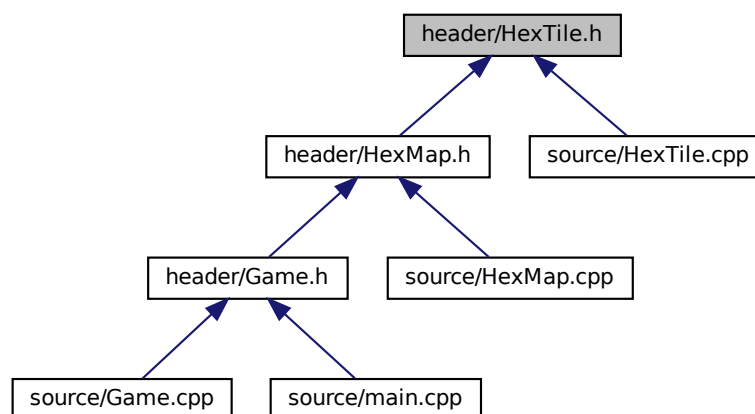 header/HexTile.h
header/HexMap.h
source/HexTile.cpp
header/Game.h
source/HexMap.cpp
source/Game.cpp
source/main.cpp